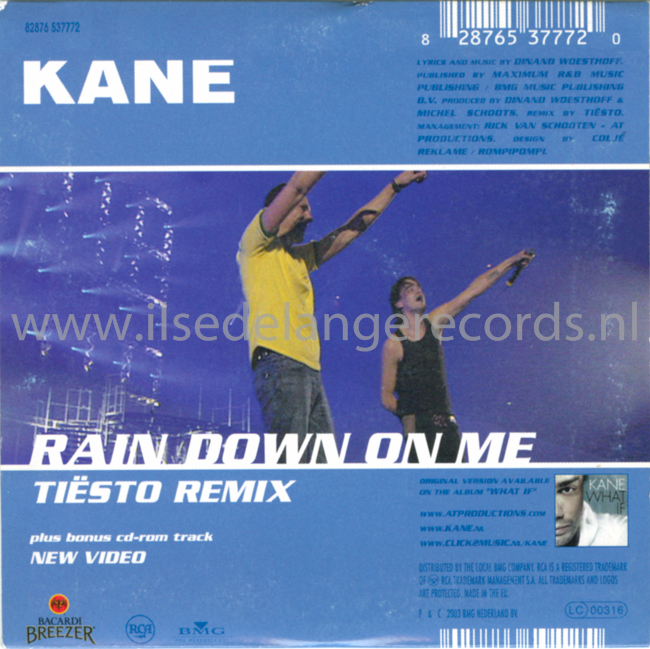 82876 537772
8 28765 37772 0
KANE
LYRICS AND MUSIC BY DINAND WOESTHOFF.
PUBLISHED BY MAXIMUM R&B MUSIC
PUBLISHING / BMG MUSIC PUBLISHING
B.V. PRODUCED BY DINAND WOESTHOFF &
MICHEL SCHOOTS. REMIX BY TIËSTO.
MANAGEMENT: RICK VAN SCHOOTEN - AT
PRODUCTIONS. DESIGN BY COLJÉ
REKLAME / ROMPIPOMPI.
www.ilsedelangerecords.nl
RAIN DOWN ON ME
TIËSTO REMIX
plus bonus cd-rom track
NEW VIDEO
ORIGINAL VERSION AVAILABLE
ON THE ALBUM "WHAT IF"
WWW.ATPRODUCTIONS.COM
WWW.KANE.NL
WWW.CLICK2MUSIC.NL/KANE
KANE
WHAT
IF
DISTRIBUTED BY THE LOCAL BMG COMPANY. RCA IS A REGISTERED TRADEMARK
OF RCA TRADEMARK MANAGEMENT S.A. ALL TRADEMARKS AND LOGOS
ARE PROTECTED. MADE IN THE EU.
P & C 2003 BMG NEDERLAND BV.
LC 00316
BACARDI
BREEZER
RCA
BMG